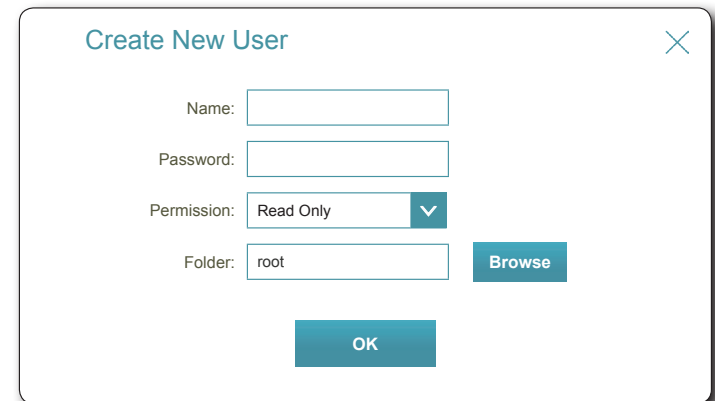 Create New User
Name:
Password:
Permission: Read Only
Folder: root Browse
OK